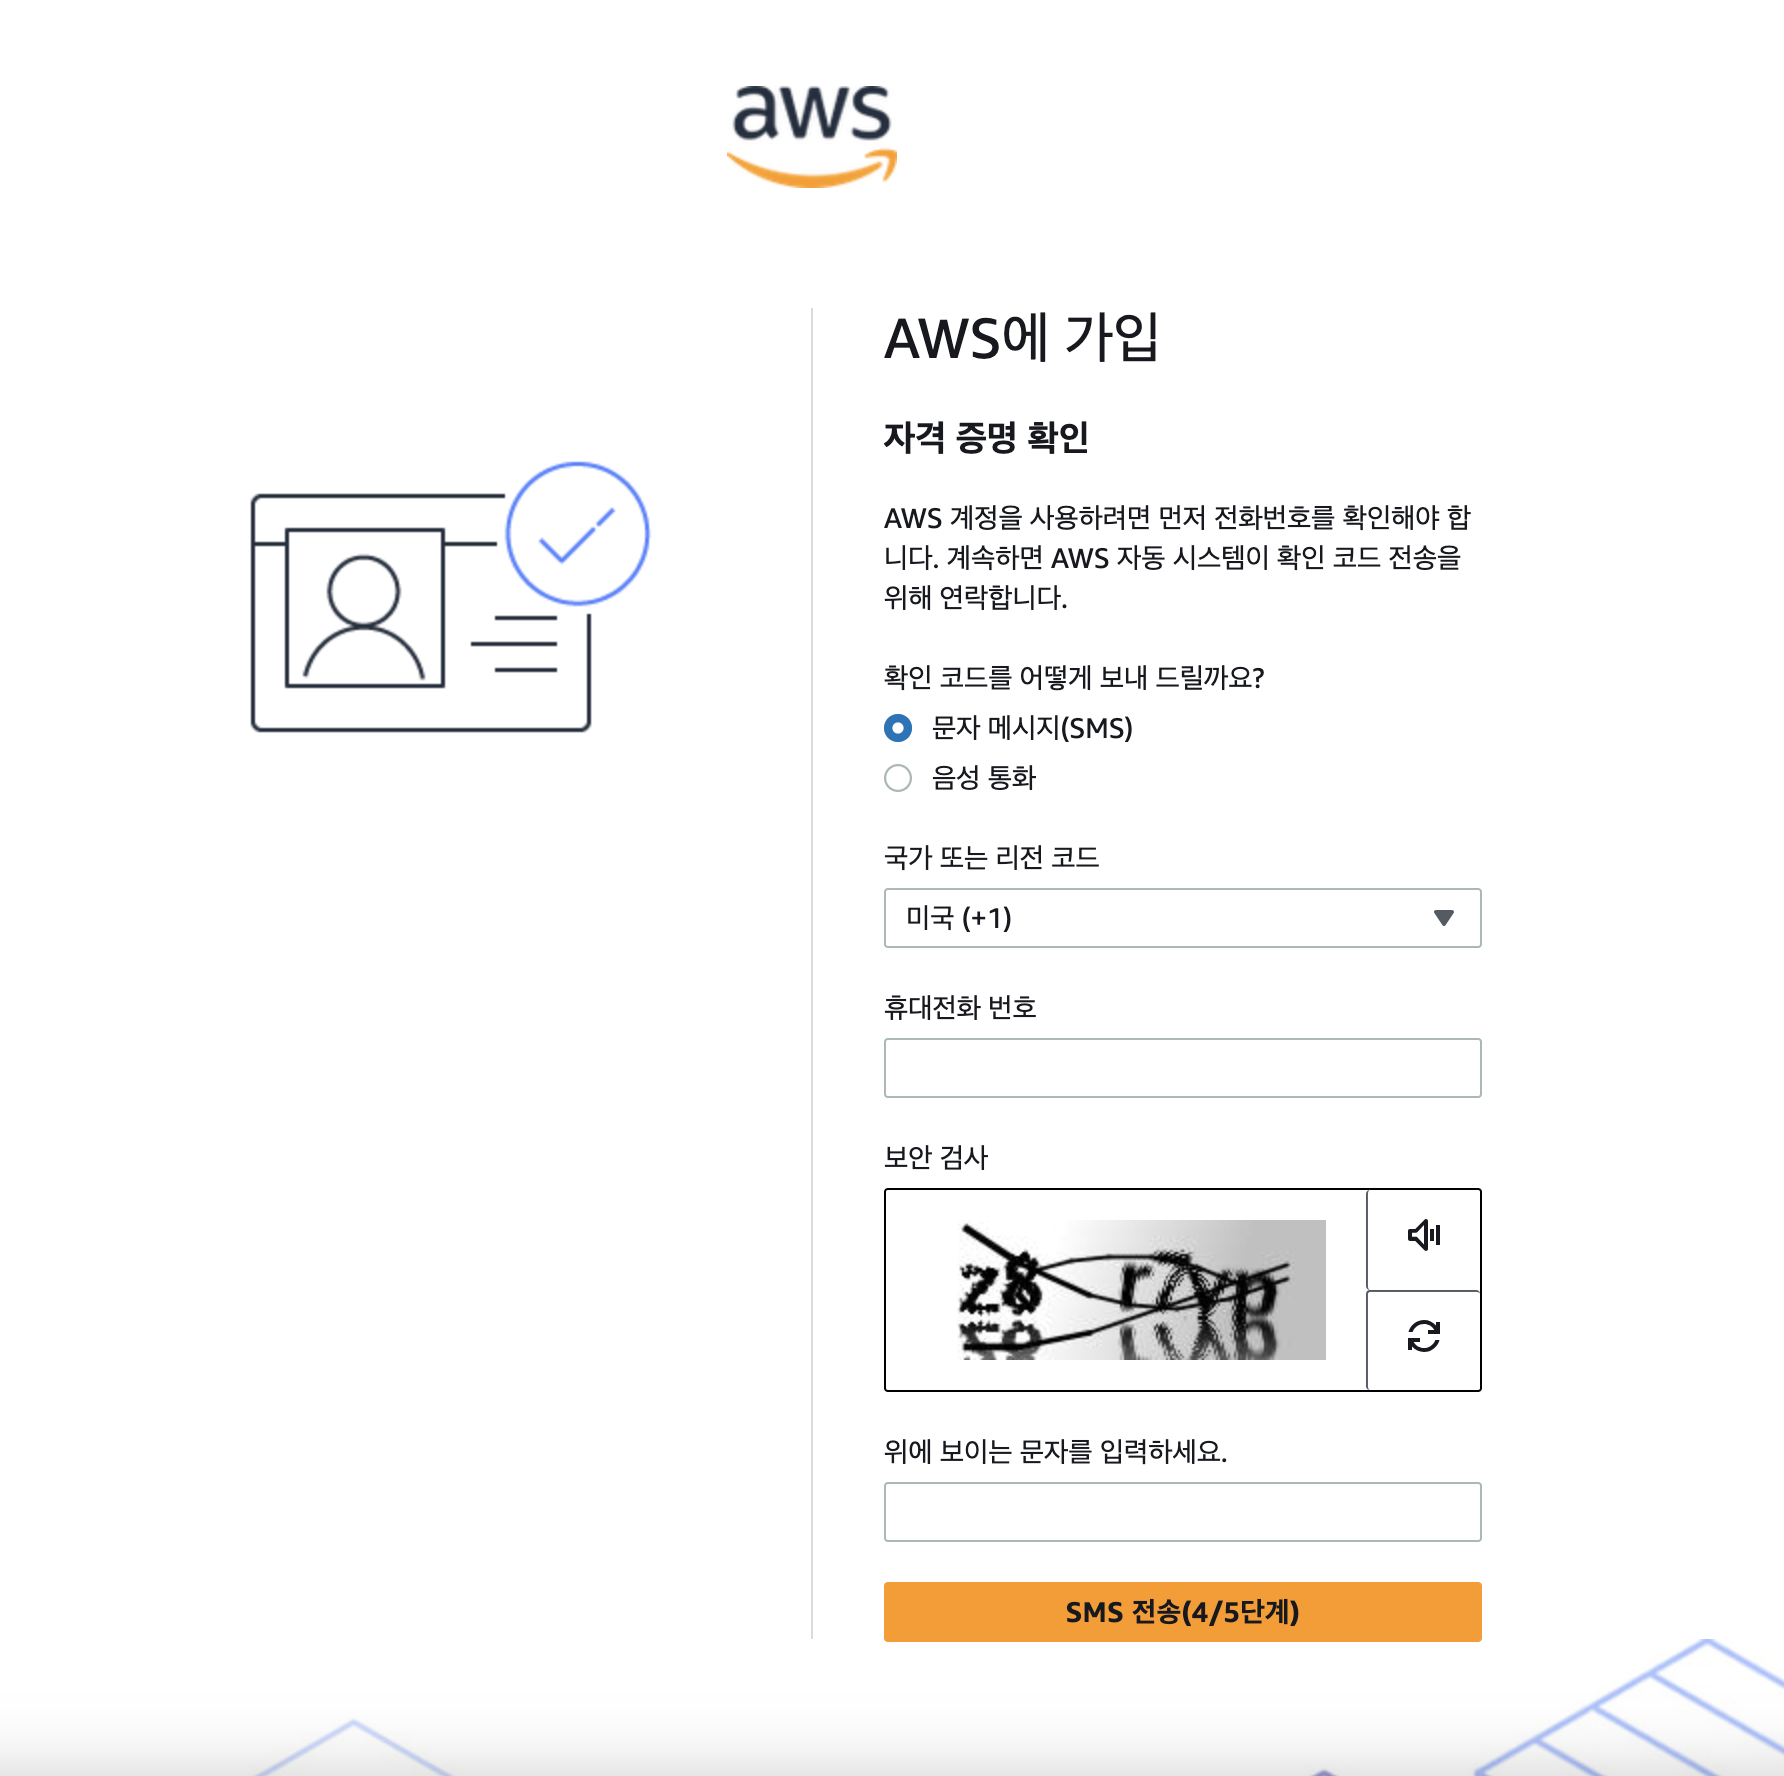 aws
AWS에 가입
자격 증명 확인
AWS 계정을 사용하려면 먼저 전화번호를 확인해야 합
니다. 계속하면 AWS 자동 시스템이 확인 코드 전송을
위해 연락합니다.
확인 코드를 어떻게 보내 드릴까요?
문자 메시지(SMS)
음성 통화
국가 또는 리전 코드
미국 (+1)
휴대전화 번호
보안 검사
위에 보이는 문자를 입력하세요.
SMS 전송(4/5단계)